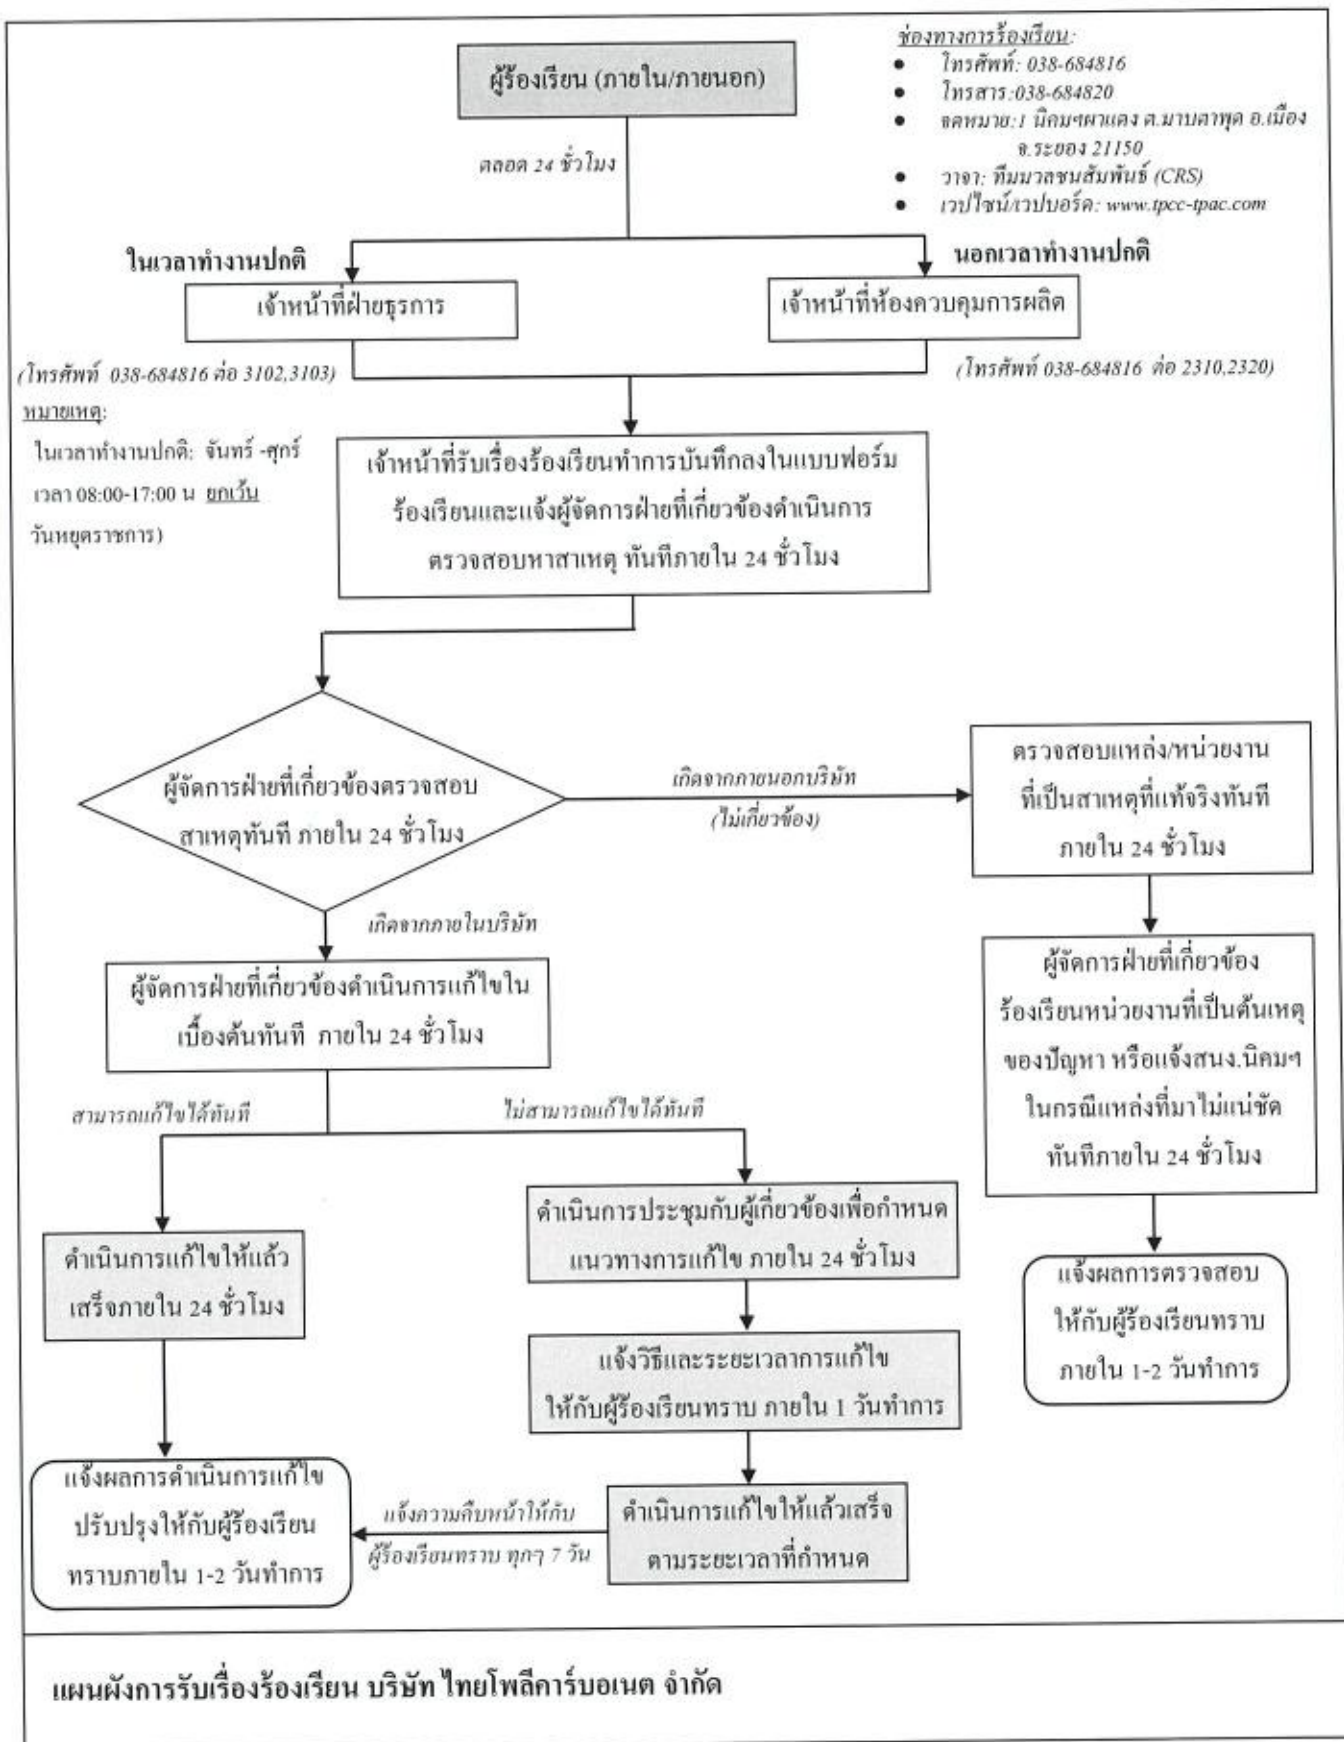 ช่องทางการร้องเรียน:
● โทรศัพท์: 038-684816
● โทรสาร:038-684820
● จดหมาย:1 นิคมฯผาแดง ต.มาบตาพุด อ.เมือง
จ.ระยอง 21150
● วาจา: ทีมมวลชนสัมพันธ์ (CRS)
● เวปไซน์/เวปบอร์ด: www.tpcc-tpac.com
ผู้ร้องเรียน (ภายใน/ภายนอก)
ตลอด 24 ชั่วโมง
ในเวลาทำงานปกติ
นอกเวลาทำงานปกติ
เจ้าหน้าที่ฝ่ายธุรการ
เจ้าหน้าที่ห้องควบคุมการผลิต
(โทรศัพท์ 038-684816 ต่อ 3102,3103)
(โทรศัพท์ 038-684816 ต่อ 2310,2320)
หมายเหตุ:
ในเวลาทำงานปกติ: จันทร์ -ศุกร์
เวลา 08:00-17:00 น ยกเว้น
วันหยุดราชการ)
เจ้าหน้าที่รับเรื่องร้องเรียนทำการบันทึกลงในแบบฟอร์ม
ร้องเรียนและแจ้งผู้จัดการฝ่ายที่เกี่ยวข้องดำเนินการ
ตรวจสอบหาสาเหตุ ทันทีภายใน 24 ชั่วโมง
ผู้จัดการฝ่ายที่เกี่ยวข้องตรวจสอบ
สาเหตุทันที ภายใน 24 ชั่วโมง
เกิดจากภายนอกบริษัท
(ไม่เกี่ยวข้อง)
ตรวจสอบแหล่ง/หน่วยงาน
ที่เป็นสาเหตุที่แท้จริงทันที
ภายใน 24 ชั่วโมง
เกิดจากภายในบริษัท
ผู้จัดการฝ่ายที่เกี่ยวข้องดำเนินการแก้ไขใน
เบื้องต้นทันที ภายใน 24 ชั่วโมง
ผู้จัดการฝ่ายที่เกี่ยวข้อง
ร้องเรียนหน่วยงานที่เป็นต้นเหตุ
ของปัญหา หรือแจ้งสนง.นิคมฯ
ในกรณีแหล่งที่มาไม่แน่ชัด
ทันทีภายใน 24 ชั่วโมง
สามารถแก้ไขได้ทันที
ไม่สามารถแก้ไขได้ทันที
ดำเนินการแก้ไขให้แล้ว
เสร็จภายใน 24 ชั่วโมง
ดำเนินการประชุมกับผู้เกี่ยวข้องเพื่อกำหนด
แนวทางการแก้ไข ภายใน 24 ชั่วโมง
แจ้งผลการตรวจสอบ
ให้กับผู้ร้องเรียนทราบ
ภายใน 1-2 วันทำการ
แจ้งวิธีและระยะเวลาการแก้ไข
ให้กับผู้ร้องเรียนทราบ ภายใน 1 วันทำการ
แจ้งผลการดำเนินการแก้ไข
ปรับปรุงให้กับผู้ร้องเรียน
ทราบภายใน 1-2 วันทำการ
แจ้งความคืบหน้าให้กับ
ผู้ร้องเรียนทราบ ทุกๆ 7 วัน
ดำเนินการแก้ไขให้แล้วเสร็จ
ตามระยะเวลาที่กำหนด
แผนผังการรับเรื่องร้องเรียน บริษัท ไทยโพลีคาร์บอเนต จำกัด